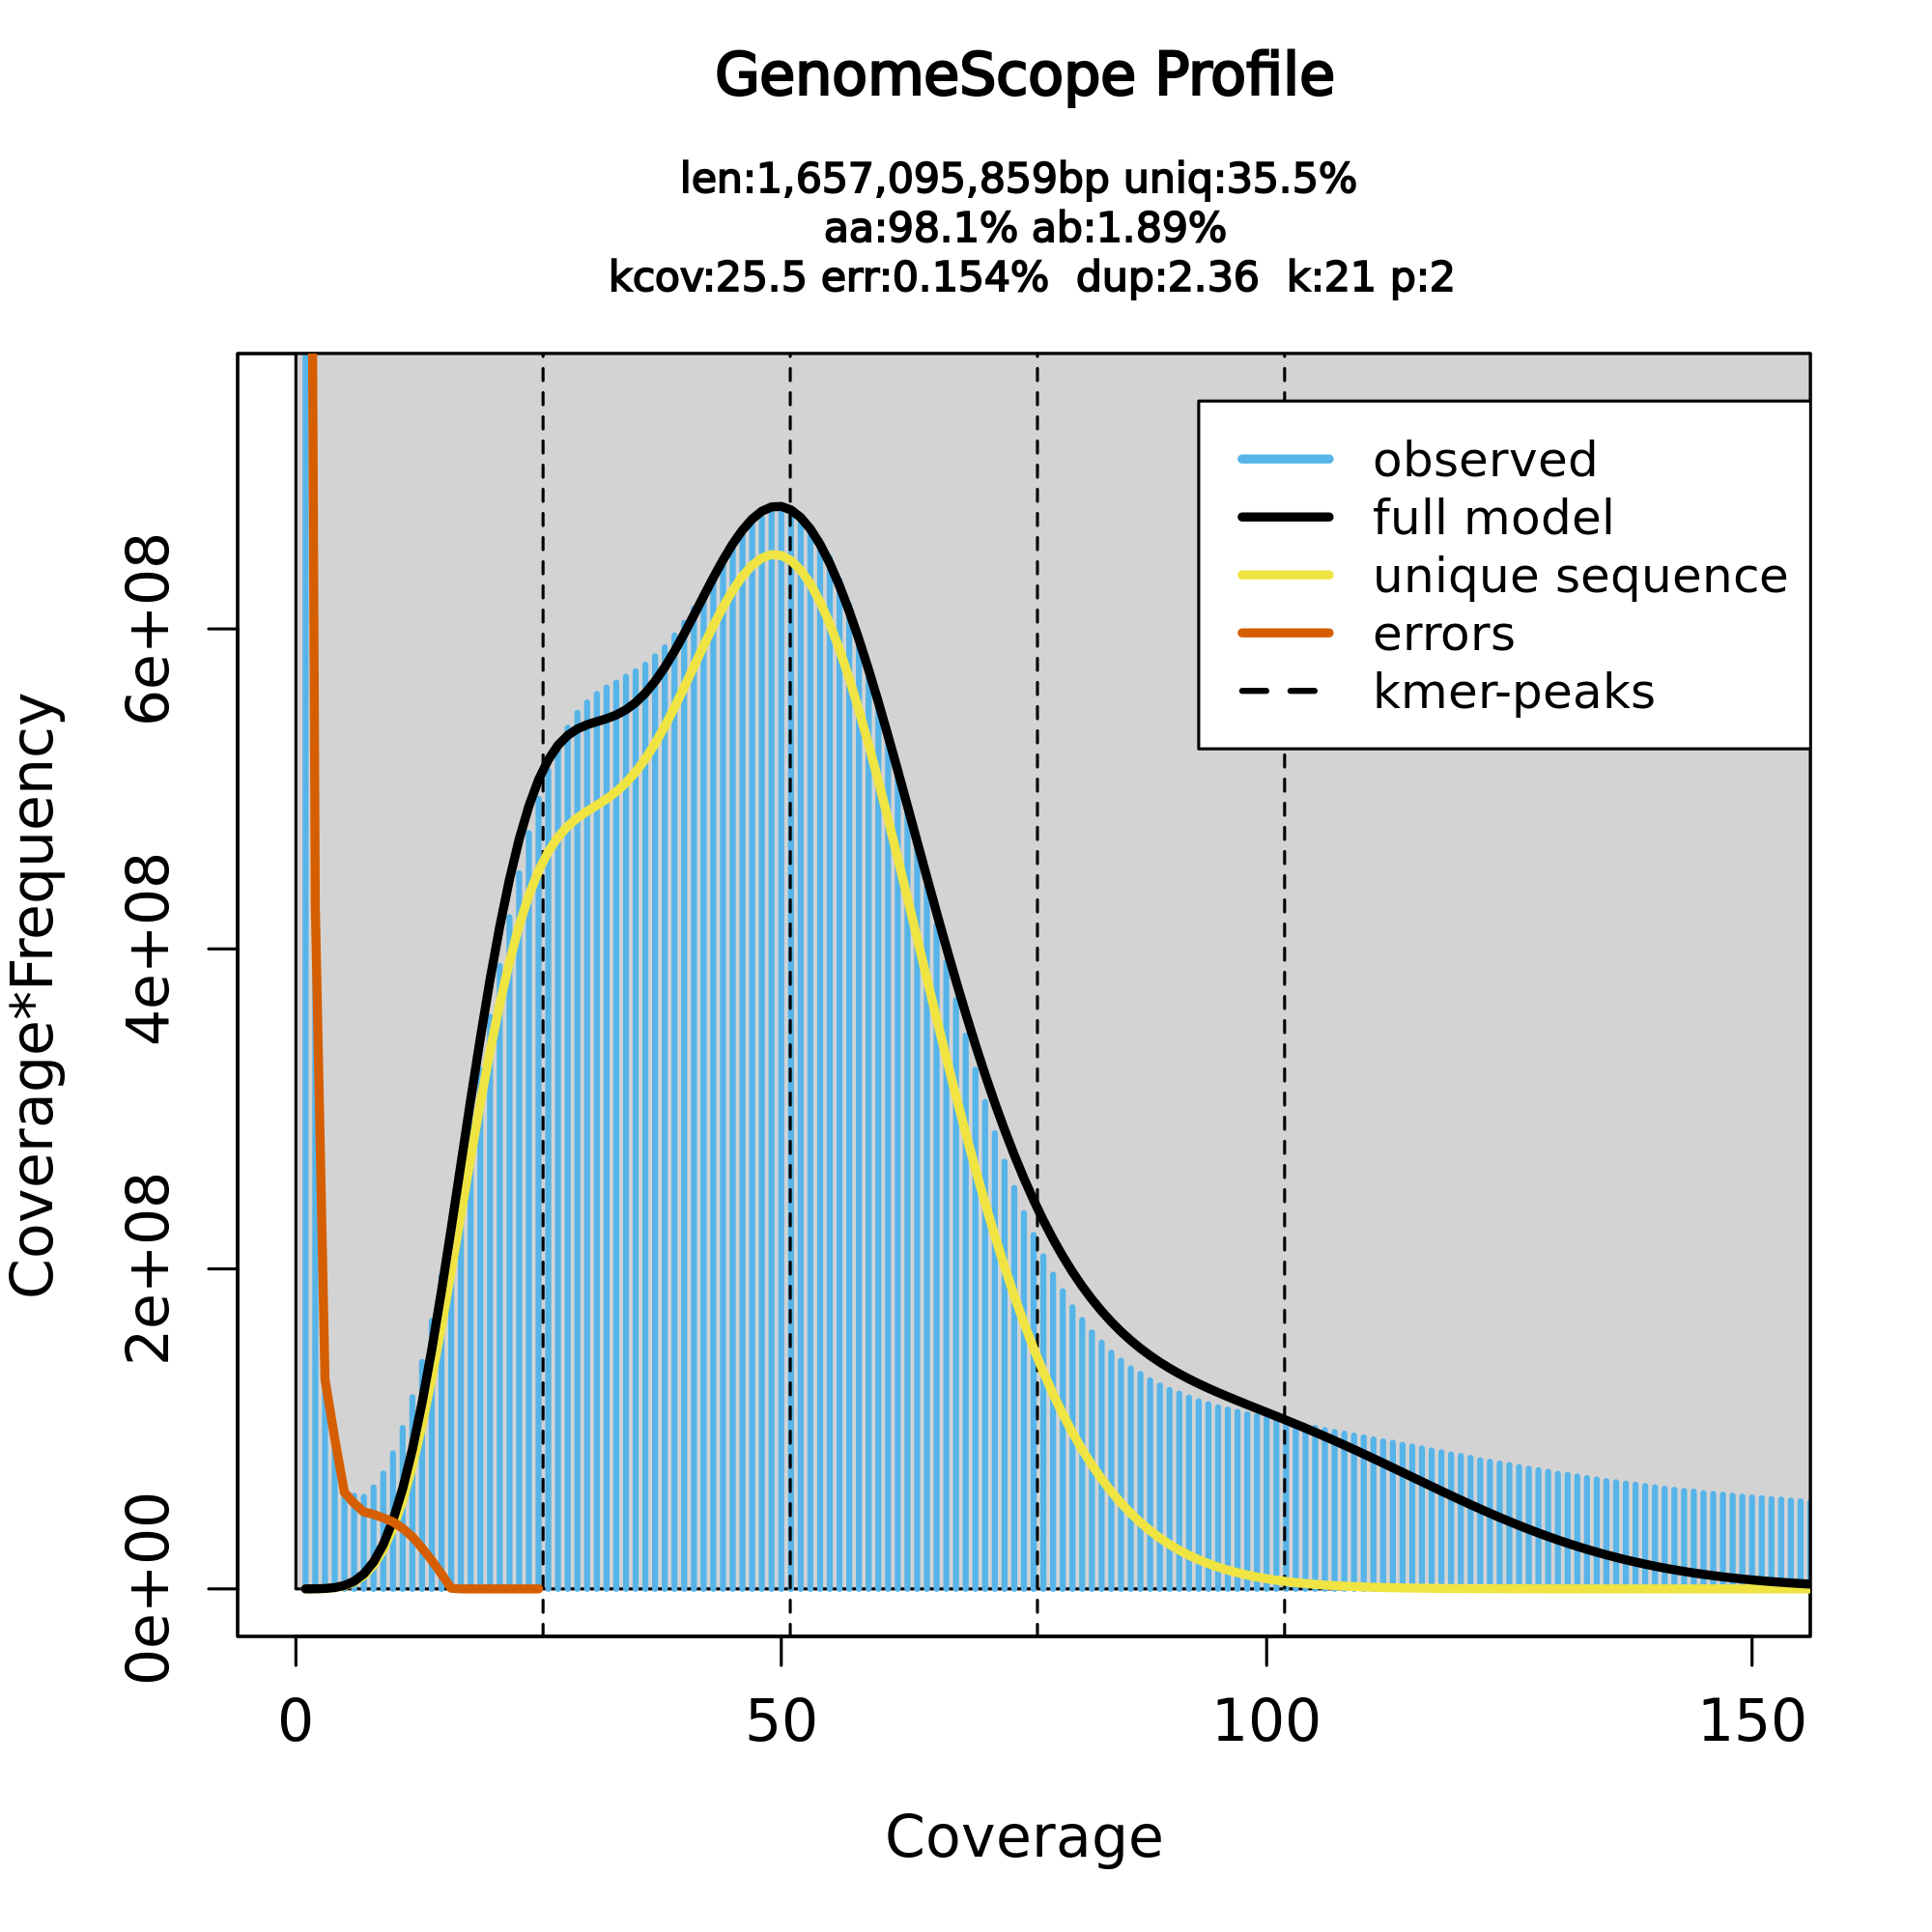 GenomeScope Profile
len:1,657,095,859bp uniq:35.5%
aa:98.1% ab:1.89%
kcov:25.5 err:0.154% dup:2.36 k:21 p:2
observed
full model
unique sequence
errors
kmer-peaks
Coverage*Frequency
6e+08
4e+08
2e+08
0e+00
0 50 100 150
Coverage